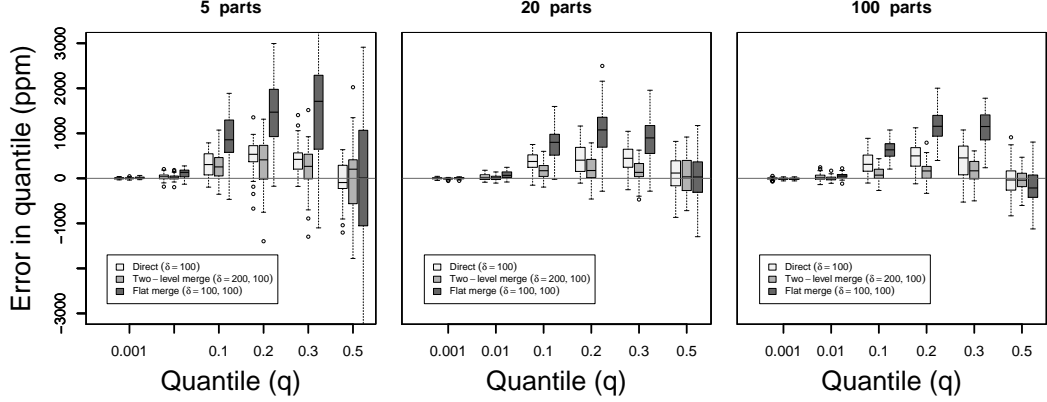 5 parts
20 parts
100 parts
Error in quantile (ppm)
3000
2000
1000
0
−1000
−3000
Direct (δ = 100)
Two−level merge (δ = 200, 100)
Flat merge (δ = 100, 100)
0.001
0.1
0.2
0.3
0.5
Quantile (q)
Direct (δ = 100)
Two−level merge (δ = 200, 100)
Flat merge (δ = 100, 100)
0.001
0.01
0.1
0.2
0.3
0.5
Quantile (q)
Direct (δ = 100)
Two−level merge (δ = 200, 100)
Flat merge (δ = 100, 100)
0.001
0.01
0.1
0.2
0.3
0.5
Quantile (q)